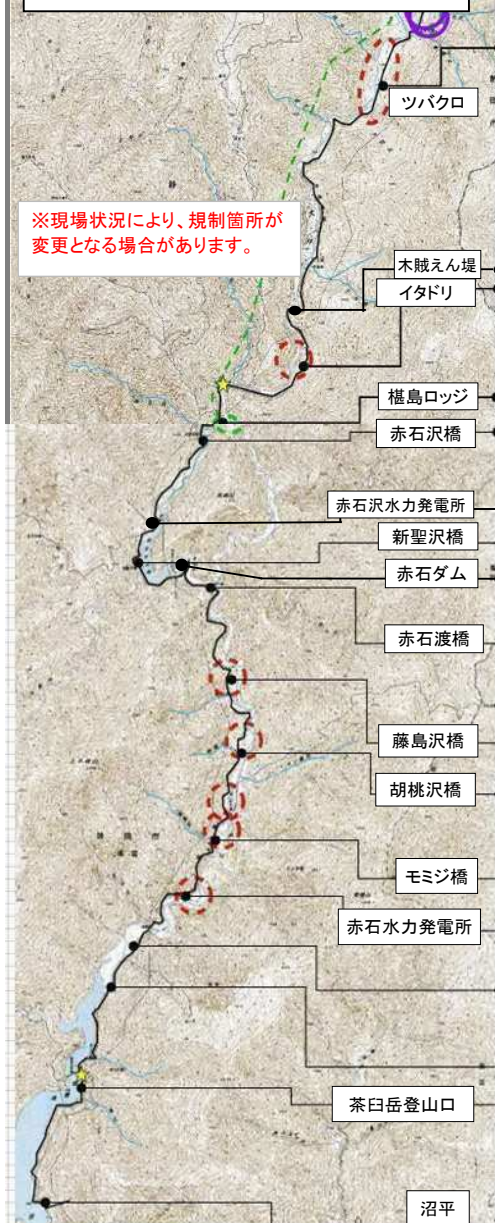 ツバクロ
※現場状況により、規制箇所が
変更となる場合があります。
木賊えん堤
イタドリ
椹島ロッジ
赤石沢橋
赤石沢水力発電所
新聖沢橋
赤石ダム
赤石渡橋
藤島沢橋
胡桃沢橋
モミジ橋
赤石水力発電所
茶臼岳登山口
沼平